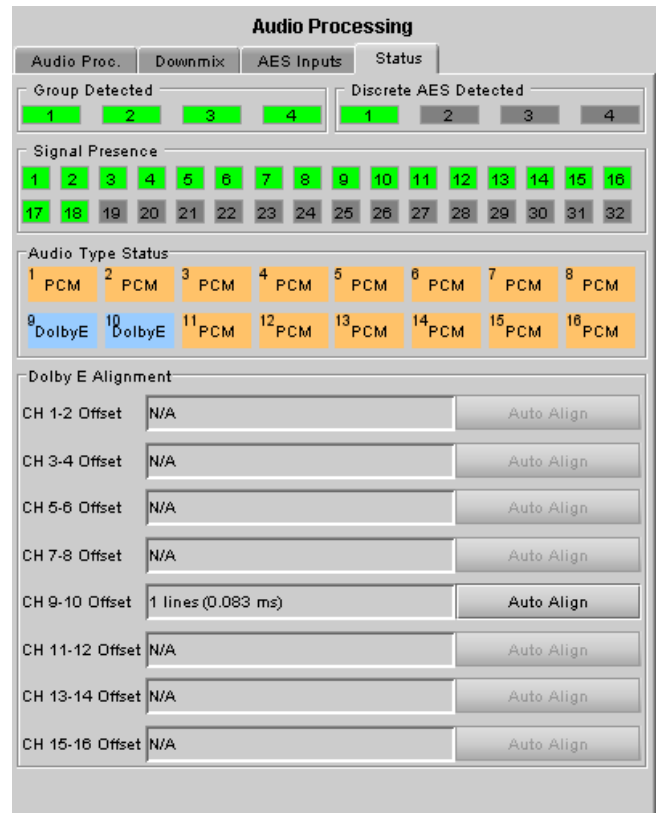 Audio Processing
Audio Proc. Downmix AES Inputs Status
Group Detected Discrete AES Detected
1 2 3 4 1 2 3 4
Signal Presence
1 2 3 4 5 6 7 8 9 10 11 12 13 14 15 16
17 18 19 20 21 22 23 24 25 26 27 28 29 30 31 32
Audio Type Status
1 PCM 2 PCM 3 PCM 4 PCM 5 PCM 6 PCM 7 PCM 8 PCM
9 DolbyE 10 DolbyE 11 PCM 12 PCM 13 PCM 14 PCM 15 PCM 16 PCM
Dolby E Alignment
CH 1-2 Offset N/A Auto Align
CH 3-4 Offset N/A Auto Align
CH 5-6 Offset N/A Auto Align
CH 7-8 Offset N/A Auto Align
CH 9-10 Offset 1 lines (0.083 ms) Auto Align
CH 11-12 Offset N/A Auto Align
CH 13-14 Offset N/A Auto Align
CH 15-16 Offset N/A Auto Align